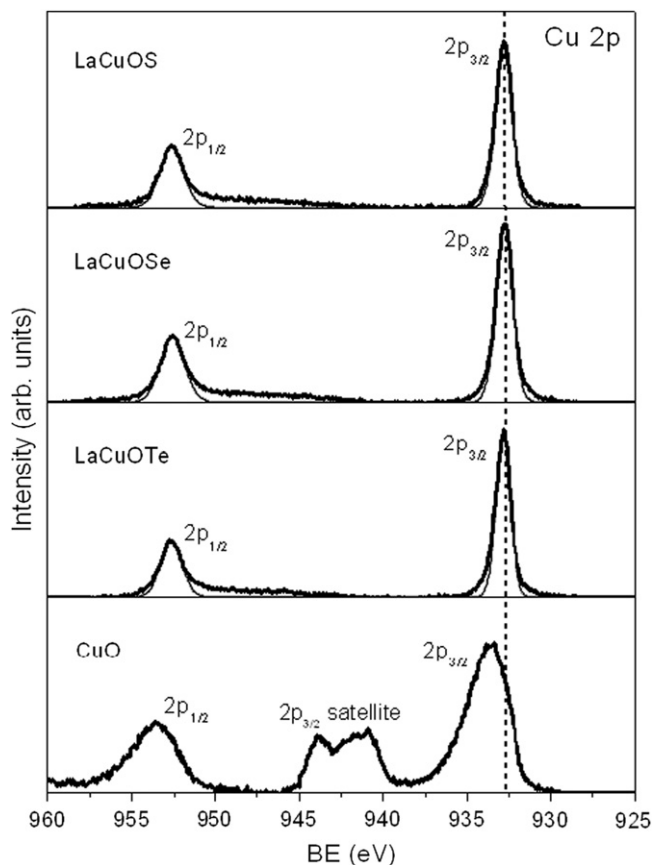 Cu 2p
LaCuOS
2p3/2
2p1/2
LaCuOSe
2p3/2
2p1/2
LaCuOTe
2p3/2
2p1/2
CuO
2p3/2
2p1/2
2p3/2 satellite
Intensity (arb. units)
960 955 950 945 940 935 930 925
BE (eV)